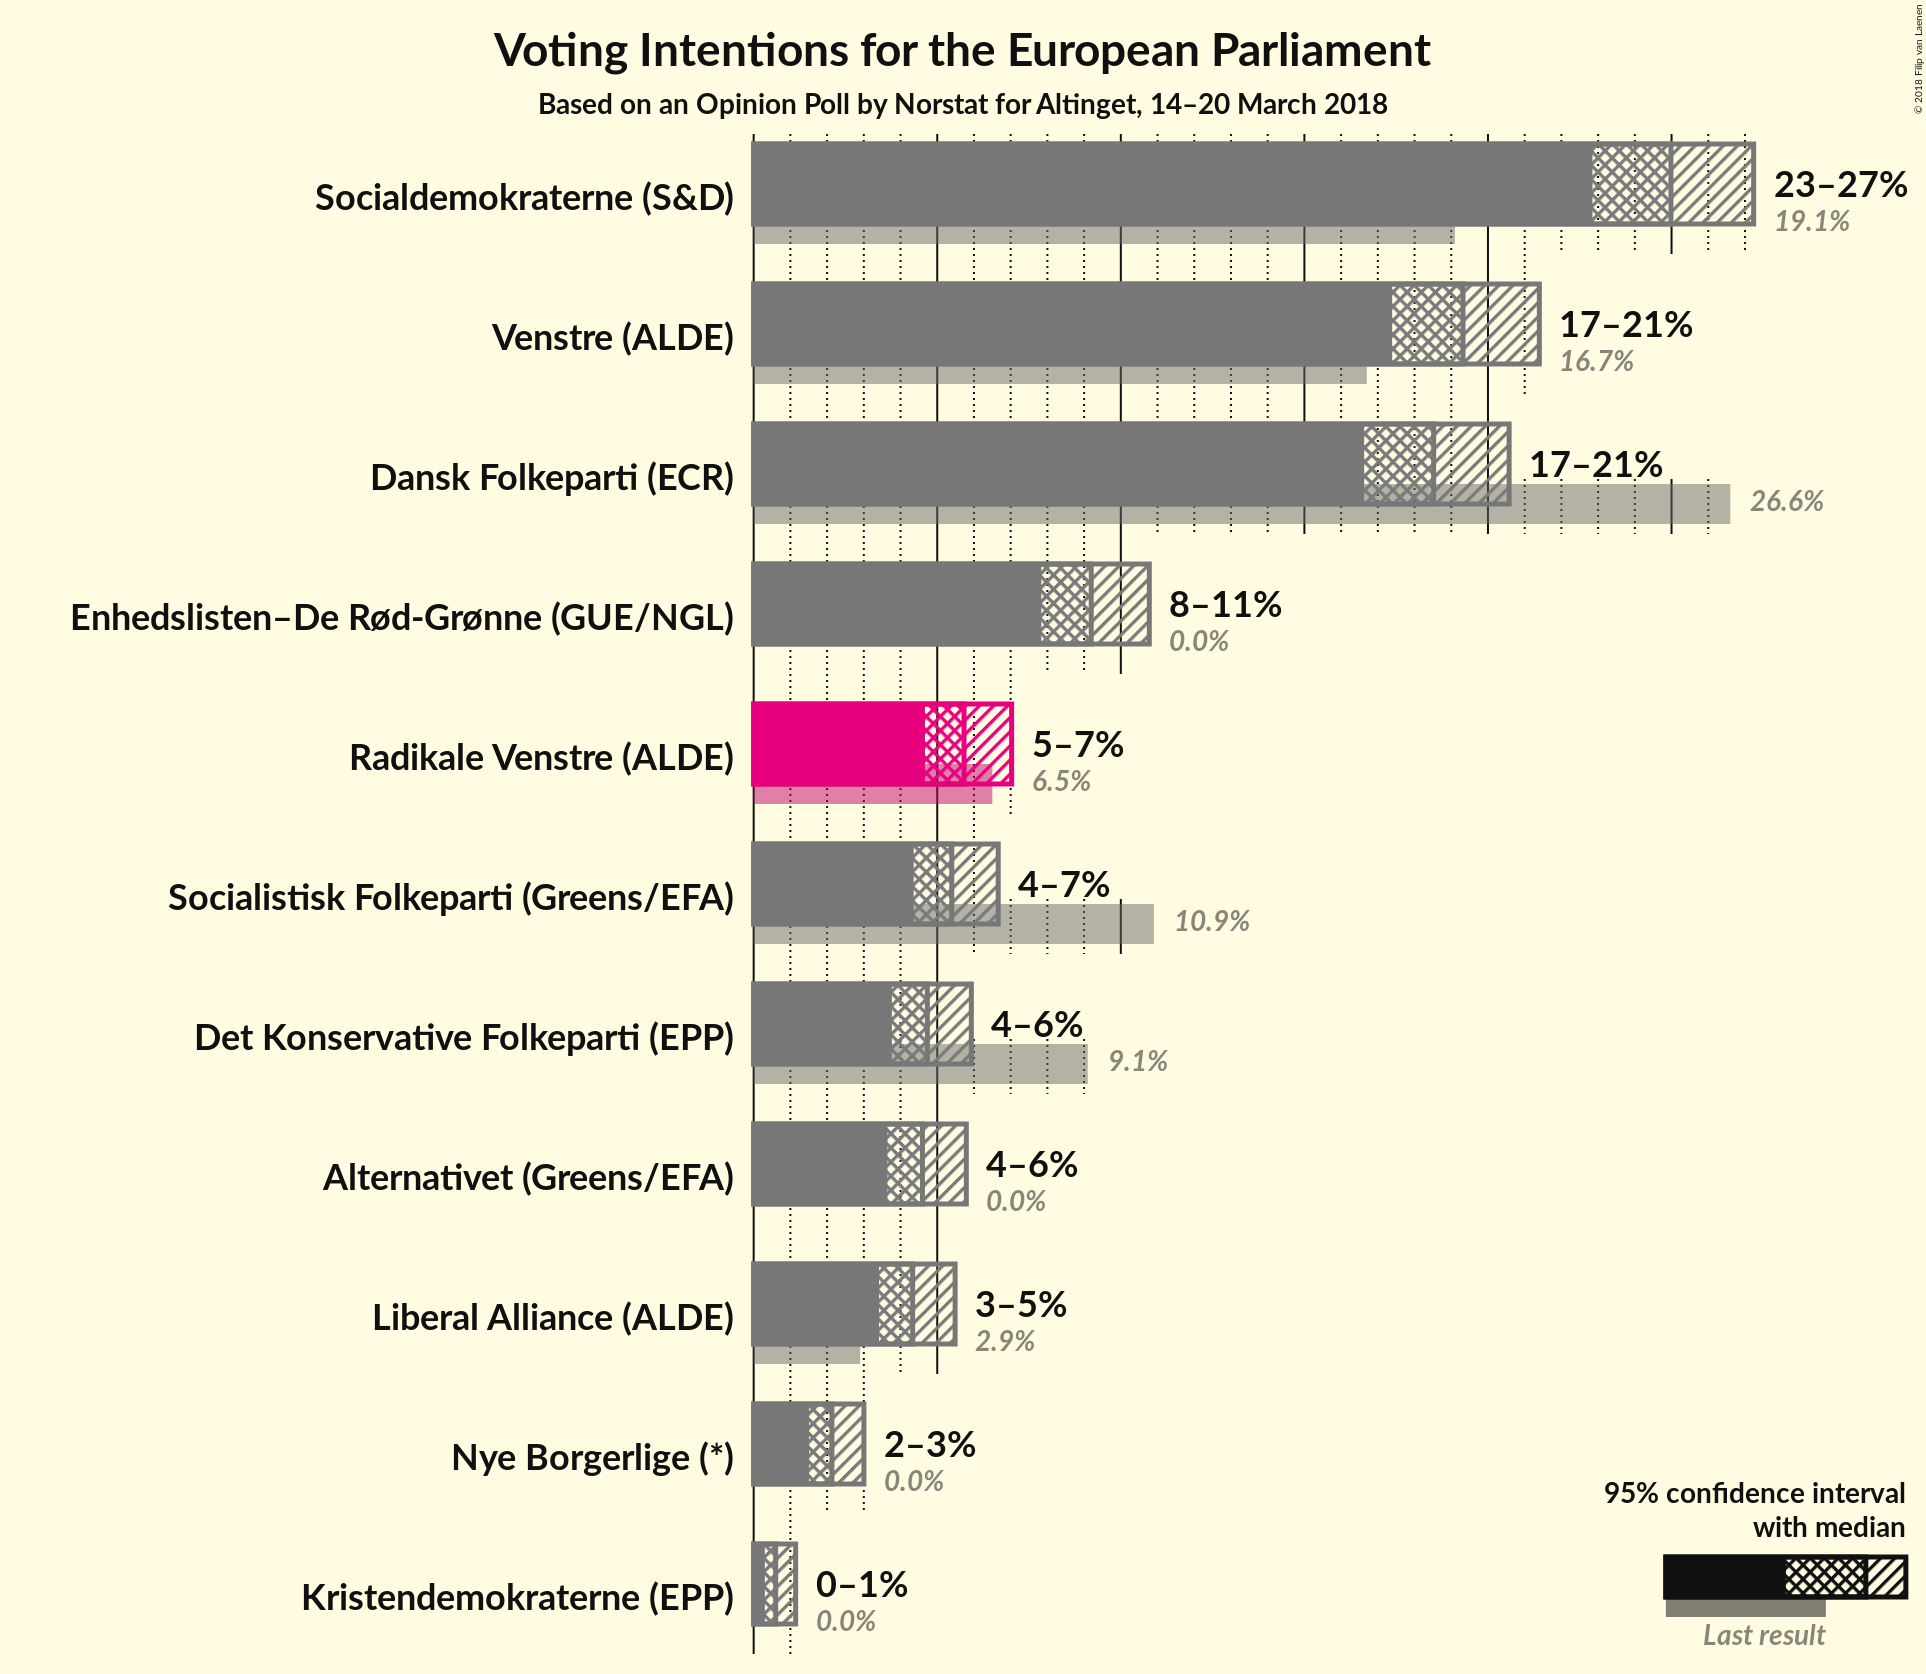 Voting Intentions for the European Parliament
Based on an Opinion Poll by Norstat for Altinget, 14–20 March 2018
© 2018 Filip van Laenen
Socialdemokraterne (S&D)
23–27%
19.1%
Venstre (ALDE)
17–21%
16.7%
Dansk Folkeparti (ECR)
17–21%
26.6%
Enhedslisten–De Rød-Grønne (GUE/NGL)
8–11%
0.0%
Radikale Venstre (ALDE)
5–7%
6.5%
Socialistisk Folkeparti (Greens/EFA)
4–7%
10.9%
Det Konservative Folkeparti (EPP)
4–6%
9.1%
Alternativet (Greens/EFA)
4–6%
0.0%
Liberal Alliance (ALDE)
3–5%
2.9%
Nye Borgerlige (*)
2–3%
0.0%
Kristendemokraterne (EPP)
0–1%
0.0%
95% confidence interval
with median
Last result